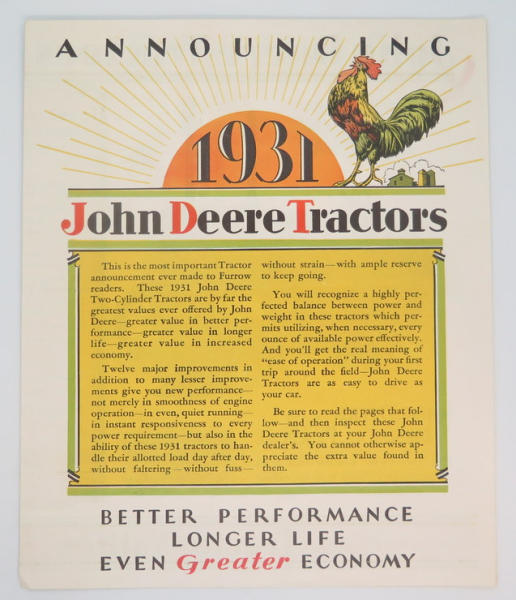 ANNOUNCING
1931
John Deere Tractors
This is the most important Tractor
announcement ever made to Furrow
readers. These 1931 John Deere
Two-Cylinder Tractors are by far the
greatest values ever offered by John
Deere—greater value in better per-
formance—greater value in longer
life—greater value in increased
economy.
Twelve major improvements in
addition to many lesser improve-
ments give you new performance—
not merely in smoothness of engine
operation—in even, quiet running—
in instant responsiveness to every
power requirement—but also in the
ability of these 1931 tractors to han-
dle their allotted load day after day,
without faltering—without fuss—
without strain—with ample reserve
to keep going.
You will recognize a highly per-
fected balance between power and
weight in these tractors which per-
mits utilizing, when necessary, every
ounce of available power effectively.
And you'll get the real meaning of
"ease of operation" during your first
trip around the field—John Deere
Tractors are as easy to drive as
your car.
Be sure to read the pages that fol-
low—and then inspect these John
Deere Tractors at your John Deere
dealer's. You cannot otherwise ap-
preciate the extra value found in
them.
BETTER PERFORMANCE
LONGER LIFE
EVEN Greater ECONOMY